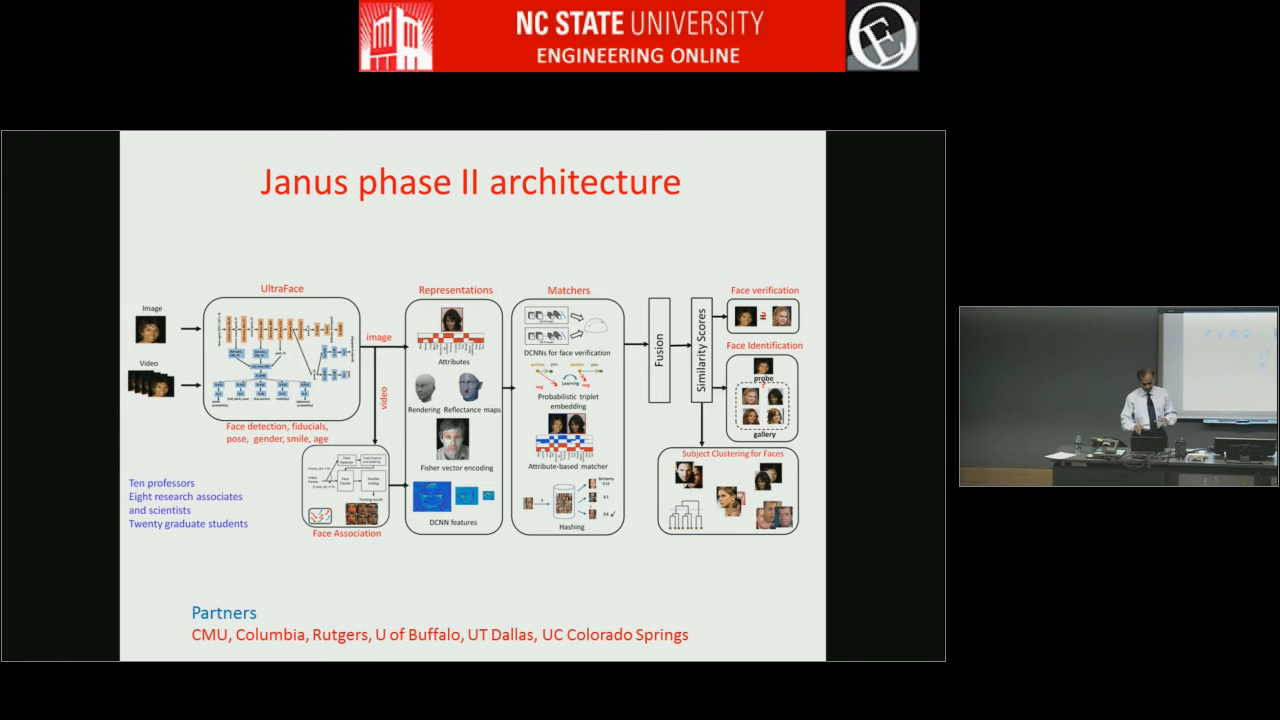 NC STATE UNIVERSITY
ENGINEERING ONLINE
Janus phase II architecture
Image
Video
UltraFace
Face detection, fiducials,
pose, gender, smile, age
image
video
Face Association
Representations
Attributes
Rendering Reflectance maps
Fisher vector encoding
DCNN features
Matchers
DCNNs for face verification
Learning
Probabilistic triplet
embedding
Attribute-based matcher
Similarity
Hashing
Fusion
Similarity Scores
Face verification
?
Face Identification
probe
?
gallery
Subject Clustering for Faces
Ten professors
Eight research associates
and scientists
Twenty graduate students
Partners
CMU, Columbia, Rutgers, U of Buffalo, UT Dallas, UC Colorado Springs